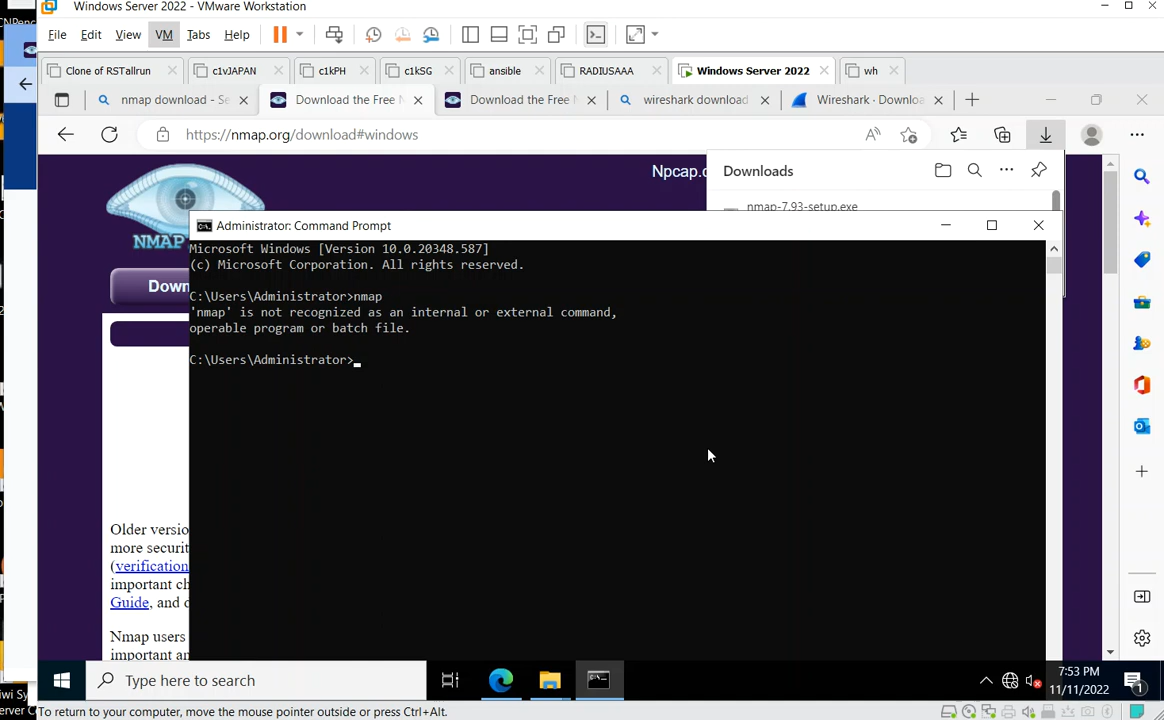 Windows Server 2022 - VMware Workstation
File Edit View VM Tabs Help
Clone of RSTallrun c1vJAPAN c1kPH c1kSG ansible RADIUSAAA Windows Server 2022 wh
nmap download - Se Download the Free N Download the Free N wireshark download Wireshark · Downloa
https://nmap.org/download#windows
Npcap.c
Downloads
nmap-7.93-setup.exe
NMAP
Down
Administrator: Command Prompt
Microsoft Windows [Version 10.0.20348.587]
(c) Microsoft Corporation. All rights reserved.
C:\Users\Administrator>nmap
'nmap' is not recognized as an internal or external command,
operable program or batch file.
C:\Users\Administrator>
Older versio
more securit
(verification
important ch
Guide, and o
Nmap users
important an
Type here to search
7:53 PM
11/11/2022
1
To return to your computer, move the mouse pointer outside or press Ctrl+Alt.